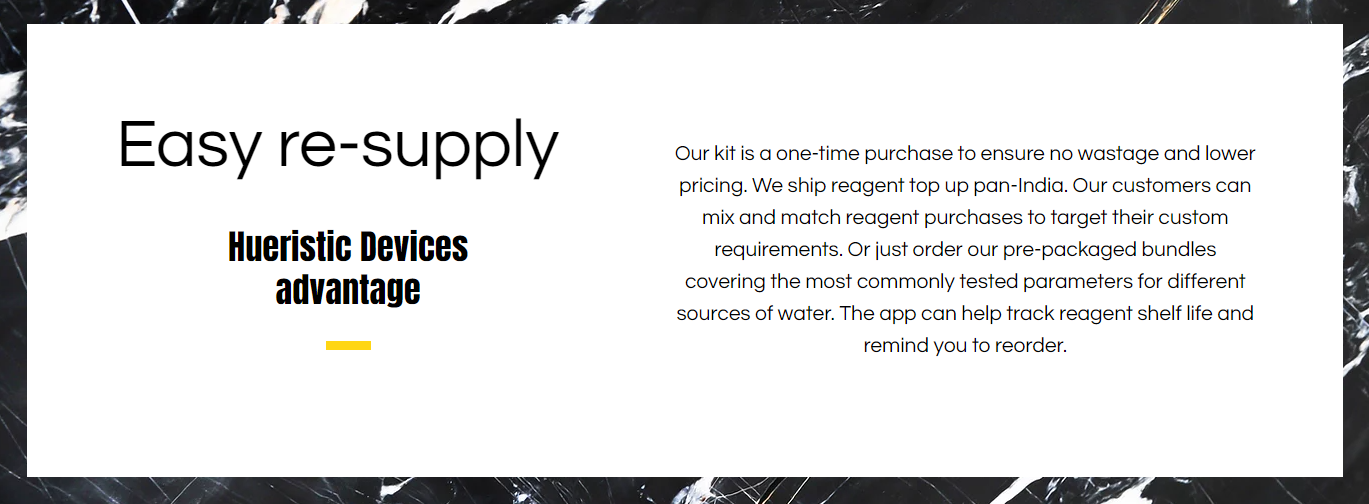 Easy re-supply
Hueristic Devices
advantage
Our kit is a one-time purchase to ensure no wastage and lower
pricing. We ship reagent top up pan-India. Our customers can
mix and match reagent purchases to target their custom
requirements. Or just order our pre-packaged bundles
covering the most commonly tested parameters for different
sources of water. The app can help track reagent shelf life and
remind you to reorder.